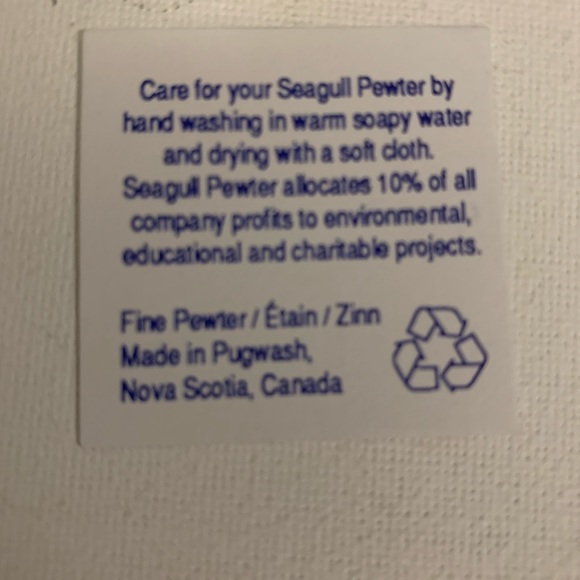 Care for your Seagull Pewter by
hand washing in warm soapy water
and drying with a soft cloth.
Seagull Pewter allocates 10% of all
company profits to environmental,
educational and charitable projects.
Fine Pewter / Étain / Zinn
Made in Pugwash,
Nova Scotia, Canada